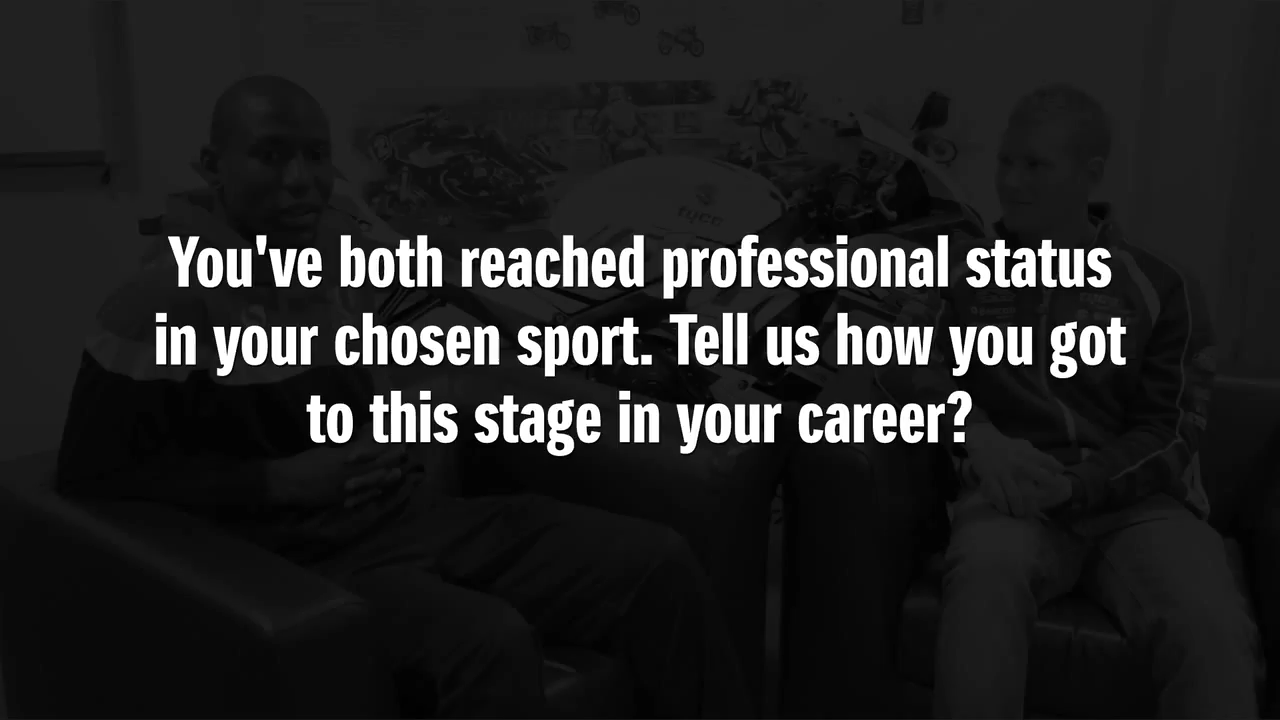 You've both reached professional status
in your chosen sport. Tell us how you got
to this stage in your career?
tyco